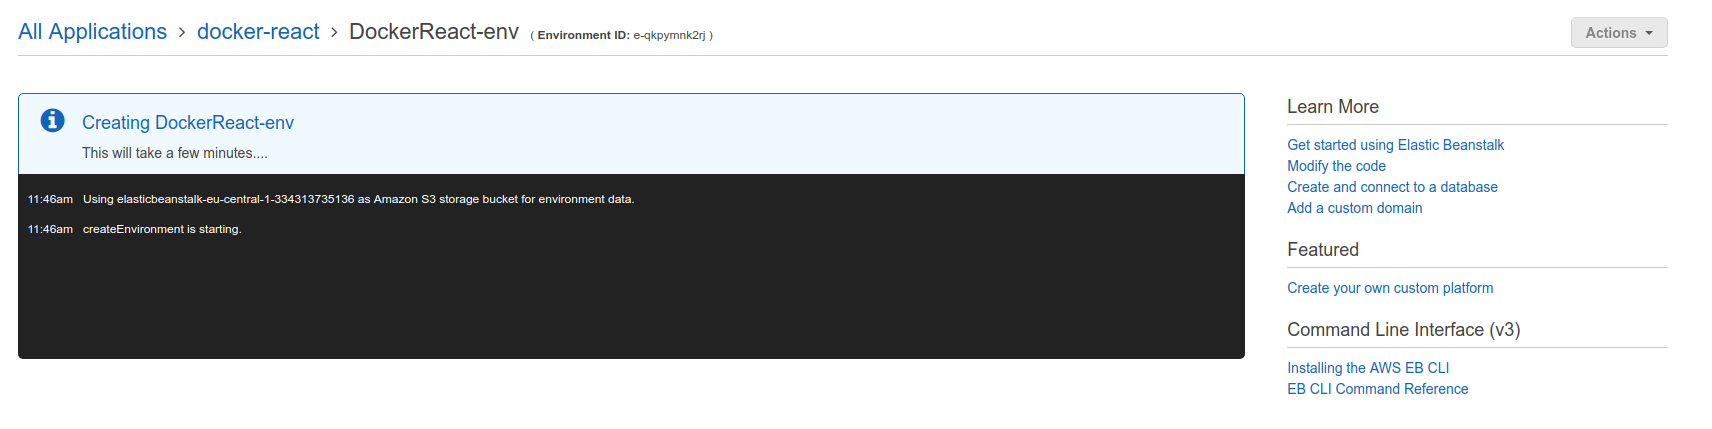 All Applications > docker-react > DockerReact-env ( Environment ID: e-qkpymnk2rj )
Actions
Creating DockerReact-env
This will take a few minutes....
11:46am Using elasticbeanstalk-eu-central-1-334313735136 as Amazon S3 storage bucket for environment data.
11:46am createEnvironment is starting.
Learn More
Get started using Elastic Beanstalk
Modify the code
Create and connect to a database
Add a custom domain
Featured
Create your own custom platform
Command Line Interface (v3)
Installing the AWS EB CLI
EB CLI Command Reference